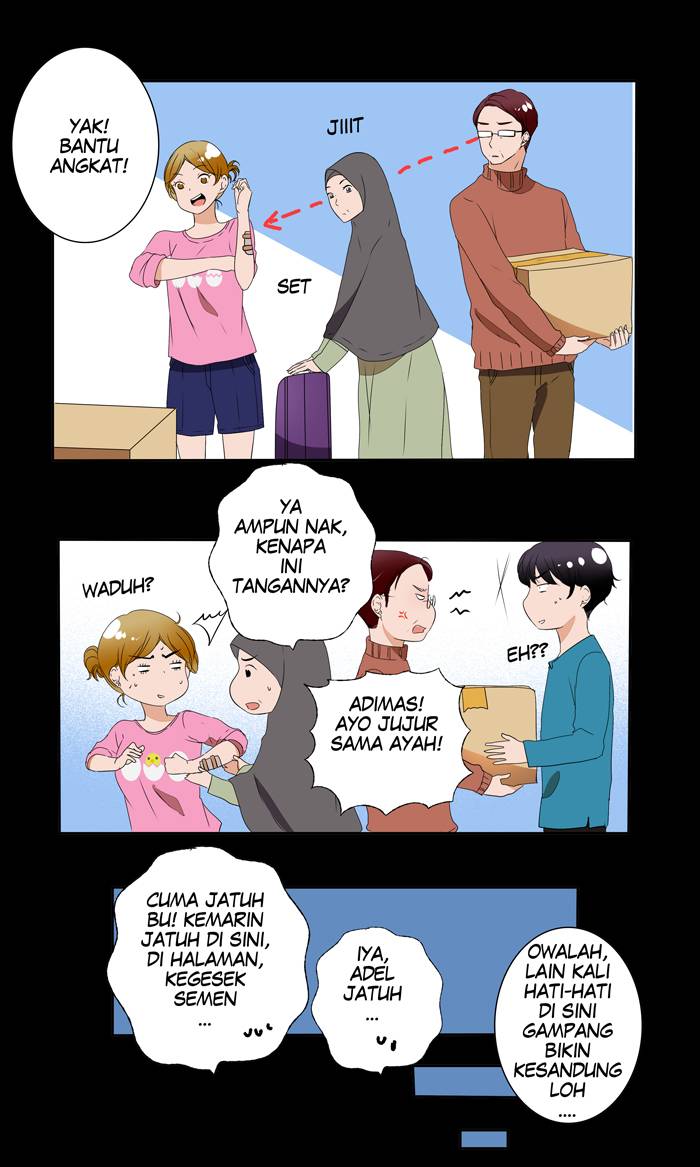 YAK!
BANTU
ANGKAT!
JIIIT
SET
YA
AMPUN NAK,
KENAPA
INI
TANGANNYA?
WADUH?
EH??
ADIMAS!
AYO JUJUR
SAMA AYAH!
CUMA JATUH
BU! KEMARIN
JATUH DI SINI,
DI HALAMAN,
KEGESEK
SEMEN
...
IYA,
ADEL
JATUH
...
OWALAH,
LAIN KALI
HATI-HATI
DI SINI
GAMPANG
BIKIN
KESANDUNG
LOH
....